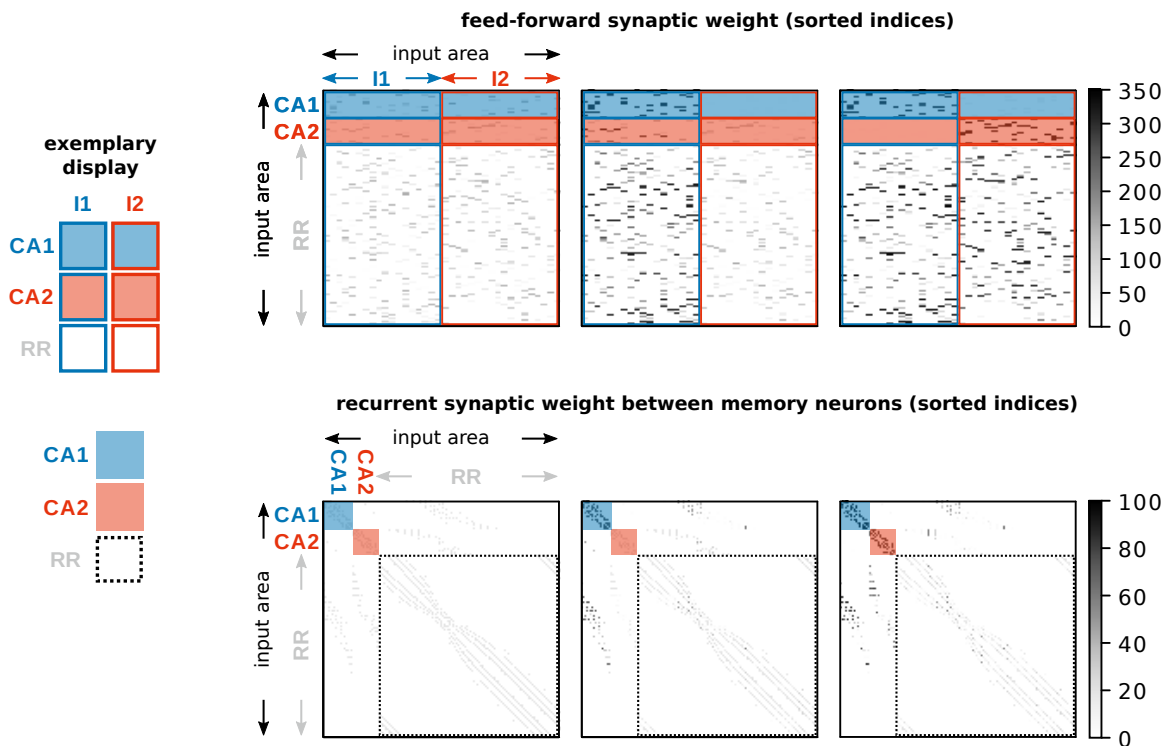 feed-forward synaptic weight (sorted indices)
input area
I1
I2
CA1
CA2
input area
RR
350
300
250
200
150
100
50
0
exemplary
display
I1
I2
CA1
CA2
RR
CA1
CA2
RR
recurrent synaptic weight between memory neurons (sorted indices)
input area
CA1
CA2
RR
CA1
CA2
input area
RR
100
80
60
40
20
0